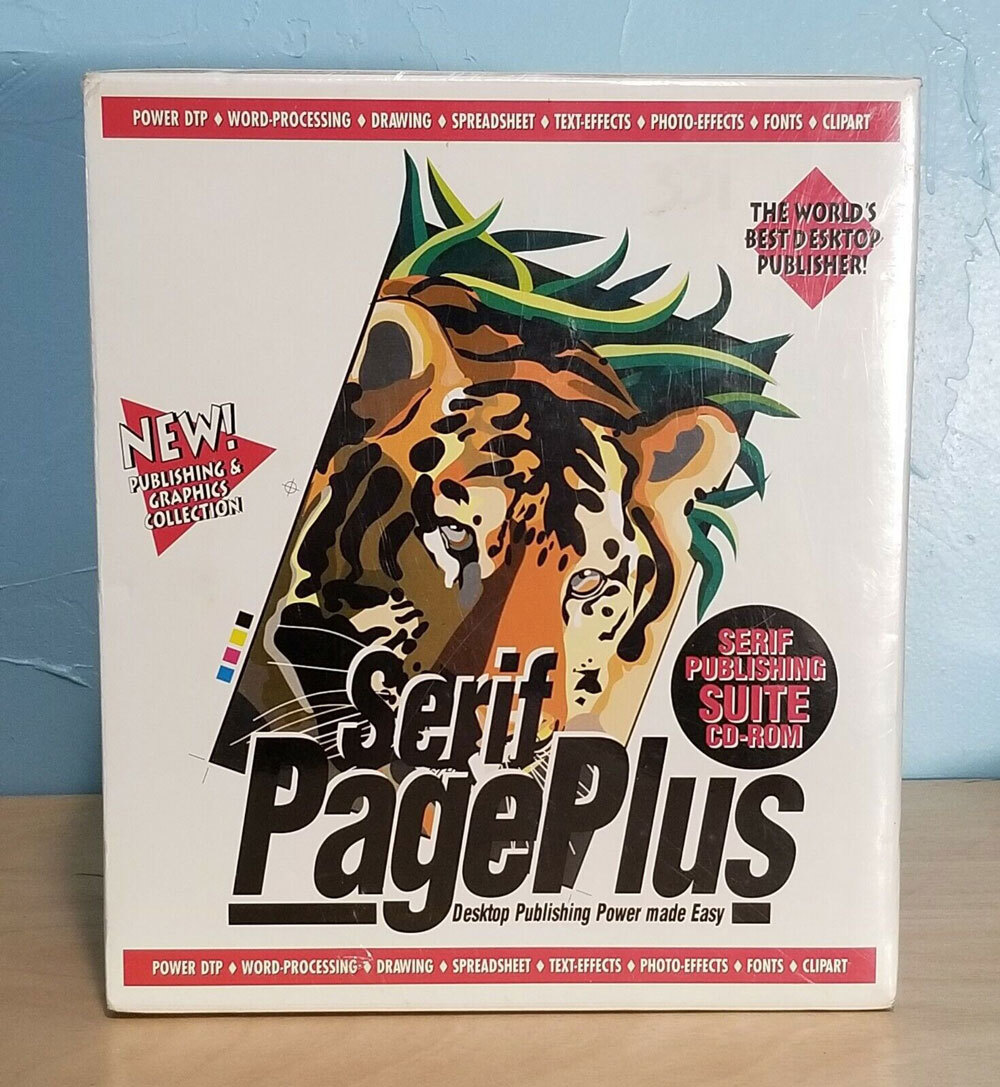 POWER DTP ♦ WORD-PROCESSING ♦ DRAWING ♦ SPREADSHEET ♦ TEXT-EFFECTS ♦ PHOTO-EFFECTS ♦ FONTS ♦ CLIPART
THE WORLD'S
BEST DESKTOP
PUBLISHER!
NEW!
PUBLISHING &
GRAPHICS
COLLECTION
SERIF
PUBLISHING
SUITE
CD-ROM
Serif
PagePlus
Desktop Publishing Power made Easy
POWER DTP ♦ WORD-PROCESSING ♦ DRAWING ♦ SPREADSHEET ♦ TEXT-EFFECTS ♦ PHOTO-EFFECTS ♦ FONTS ♦ CLIPART